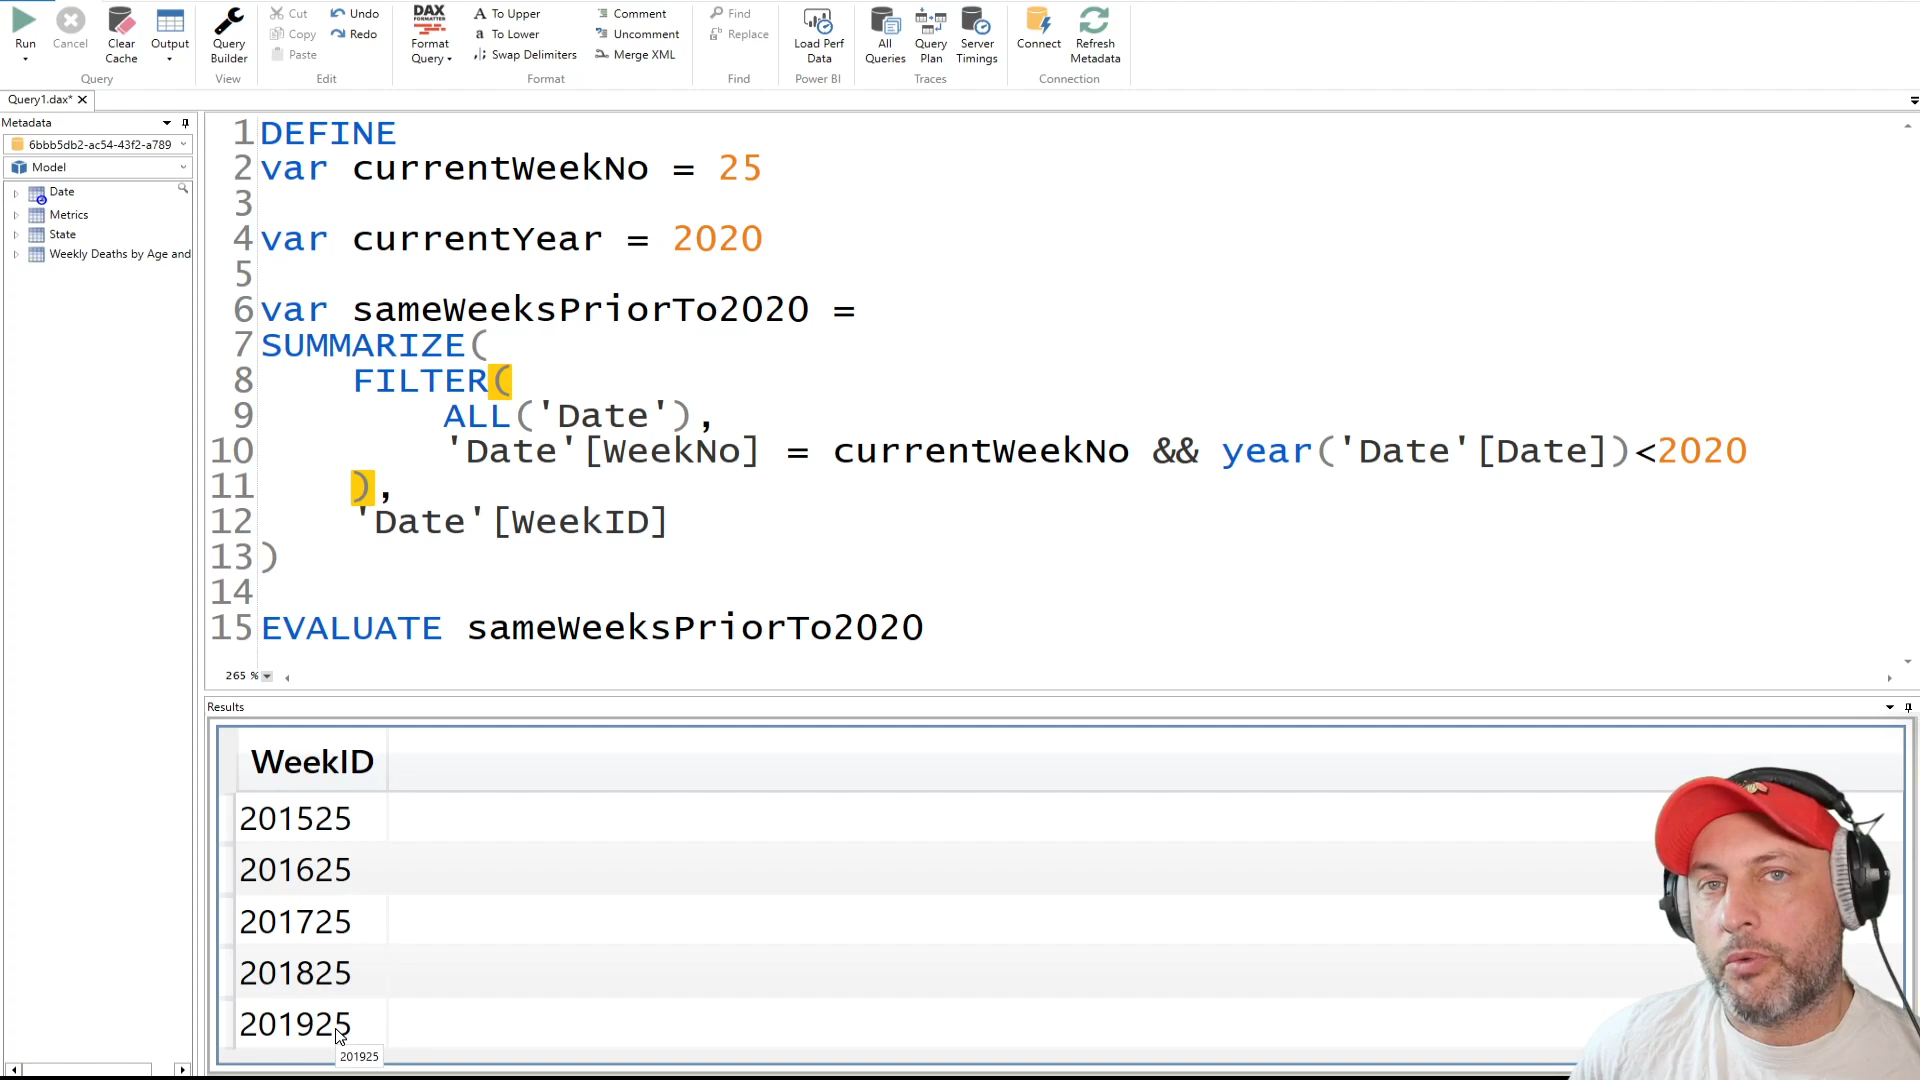 Run
Cancel
Clear Cache
Output
Query
Query Builder
View
Cut
Copy
Paste
Undo
Redo
Edit
DAX
FORMATTER
Format Query
A To Upper
a To Lower
Swap Delimiters
Comment
Uncomment
Merge XML
Format
Find
Replace
Find
Load Perf Data
Power BI
All Queries
Query Plan
Server Timings
Traces
Connect
Refresh Metadata
Connection
Query1.dax*
Metadata
6bbb5db2-ac54-43f2-a789
Model
Date
Metrics
State
Weekly Deaths by Age and
1 DEFINE
2 var currentWeekNo = 25
3
4 var currentYear = 2020
5
6 var sameWeeksPriorTo2020 =
7 SUMMARIZE(
8 FILTER(
9 ALL('Date'),
10 'Date'[WeekNo] = currentWeekNo && year('Date'[Date])<2020
11 ),
12 'Date'[WeekID]
13 )
14
15 EVALUATE sameWeeksPriorTo2020
265 %
Results
WeekID
201525
201625
201725
201825
201925
201925